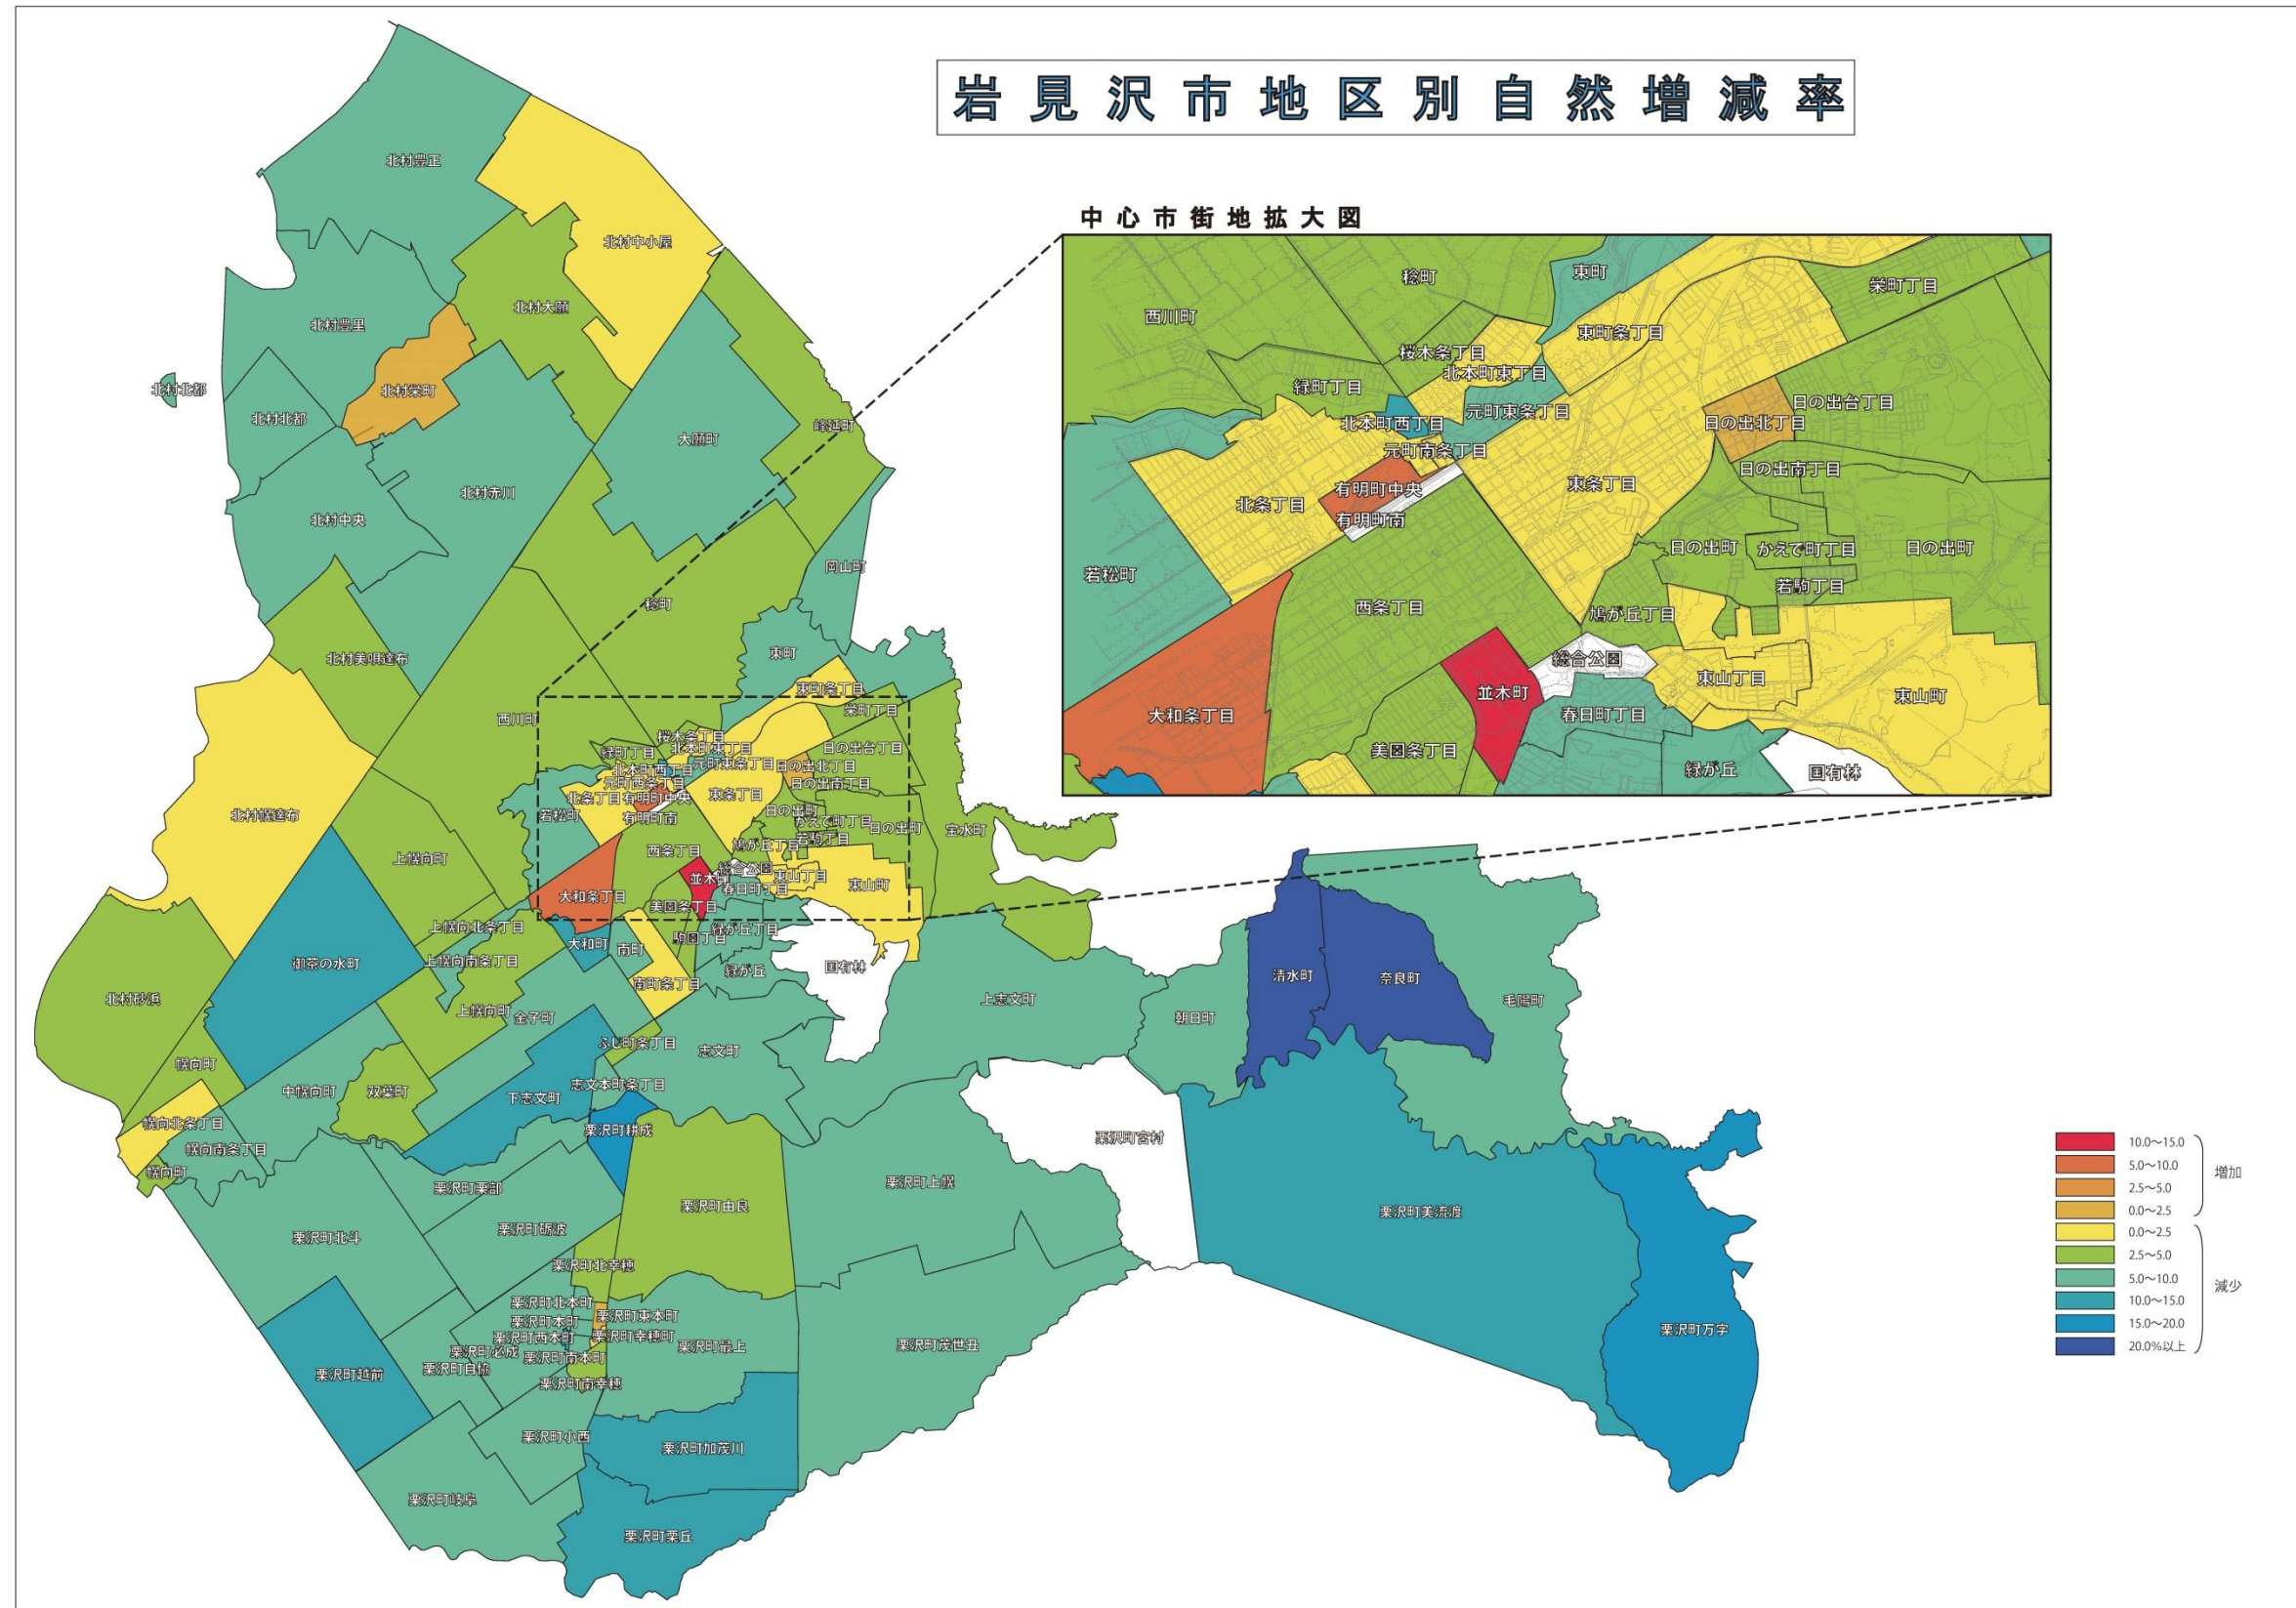 岩見沢市地区別自然増減率
中心市街地拡大図
西川町
稔町
東町
栄町丁目
東町条丁目
桜木条丁目
北本町東丁目
緑町丁目
元町東条丁目
日の出台丁目
北本町西丁目
日の出北丁目
元町南条丁目
日の出南丁目
有明町中央
東条丁目
北条丁目
有明町南
日の出町
かえで町丁目
日の出町
若松町
若駒丁目
西条丁目
鳩が丘丁目
総合公園
東山丁目
並木町
東山町
大和条丁目
春日町丁目
美園条丁目
緑が丘
国有林
北村豊正
北村中小屋
北村大願
北村豊里
北村北都
北村栄町
北村北都
峰延町
大願町
北村赤川
北村中央
岡山町
稔町
東町
北村美唄達布
東町条丁目
西川町
栄町丁目
桜木条丁目
北本町東丁目
緑町丁目
日の出台丁目
元町東条丁目
日の出北丁目
北本町西丁目
元町西条丁目
日の出南丁目
北条丁目
有明町中央
東条丁目
日の出町
北村幌達布
若松町
有明町南
かえで町丁目
日の出町
宝水町
若駒丁目
鳩が丘丁目
西条丁目
上幌向町
総合公園
並木町
東山丁目
東山町
春日町丁目
大和条丁目
美園条丁目
上幌向北条丁目
緑が丘丁目
駒園丁目
大和町
南町
御茶の水町
上幌向南条丁目
国有林
緑が丘
清水町
奈良町
南町条丁目
北村砂浜
上志文町
毛陽町
上幌向町
金子町
朝日町
ふじ町条丁目
志文町
幌向町
志文本町条丁目
中幌向町
双葉町
下志文町
幌向北条丁目
栗沢町耕成
栗沢町宮村
幌向南条丁目
幌向町
栗沢町栗部
栗沢町上幌
栗沢町由良
栗沢町美流渡
栗沢町砺波
栗沢町北斗
栗沢町北幸穂
栗沢町北本町
栗沢町東本町
栗沢町本町
栗沢町万字
栗沢町西本町
栗沢町幸穂町
栗沢町最上
栗沢町茂世丑
栗沢町必成
栗沢町南本町
栗沢町自協
栗沢町越前
栗沢町南幸穂
栗沢町小西
栗沢町加茂川
栗沢町岐阜
栗沢町栗丘
10.0～15.0
5.0～10.0
2.5～5.0
0.0～2.5
増加
0.0～2.5
2.5～5.0
5.0～10.0
10.0～15.0
15.0～20.0
20.0%以上
減少